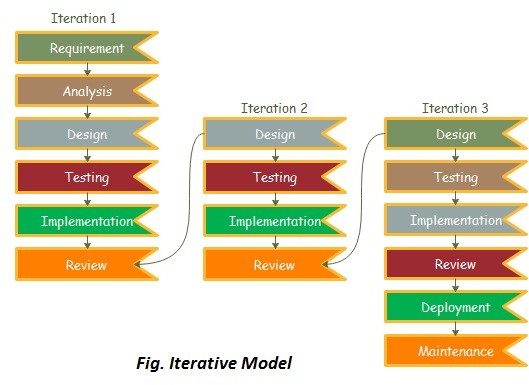 Iteration 1
Requirement
Analysis
Design
Testing
Implementation
Review
Iteration 2
Design
Testing
Implementation
Review
Iteration 3
Design
Testing
Implementation
Review
Deployment
Maintenance
Fig. Iterative Model